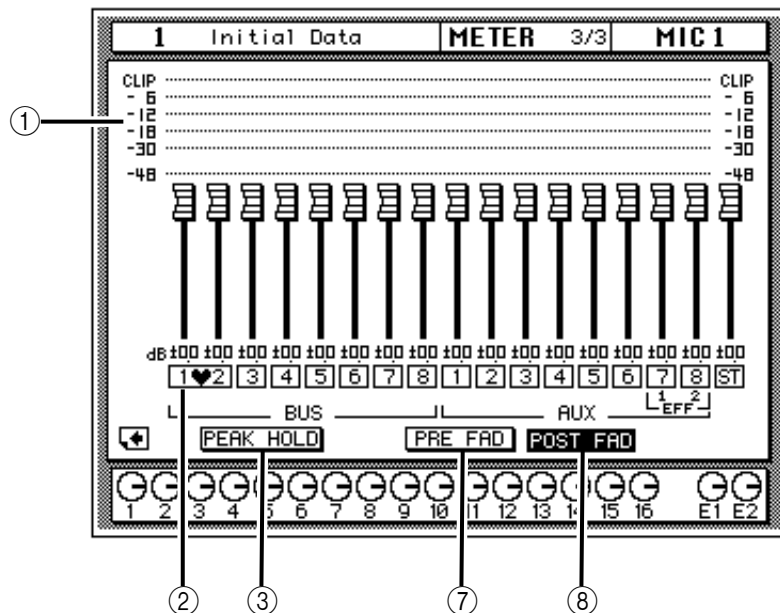 1 Initial Data METER 3/3 MIC 1
CLIP CLIP
- 6 - 6
① -12 -12
-18 -18
-30 -30
-48 -48
dB ±00 ±00 ±00 ±00 ±00 ±00 ±00 ±00 ±00 ±00 ±00 ±00 ±00 ±00 ±00 ±00 ±00
1♥2 3 4 5 6 7 8 1 2 3 4 5 6 7 8 ST
BUS AUX 1 EFF 2
PEAK HOLD PRE FAD POST FAD
1 2 3 4 5 6 7 8 9 10 11 12 13 14 15 16 E1 E2
② ③ ⑦ ⑧